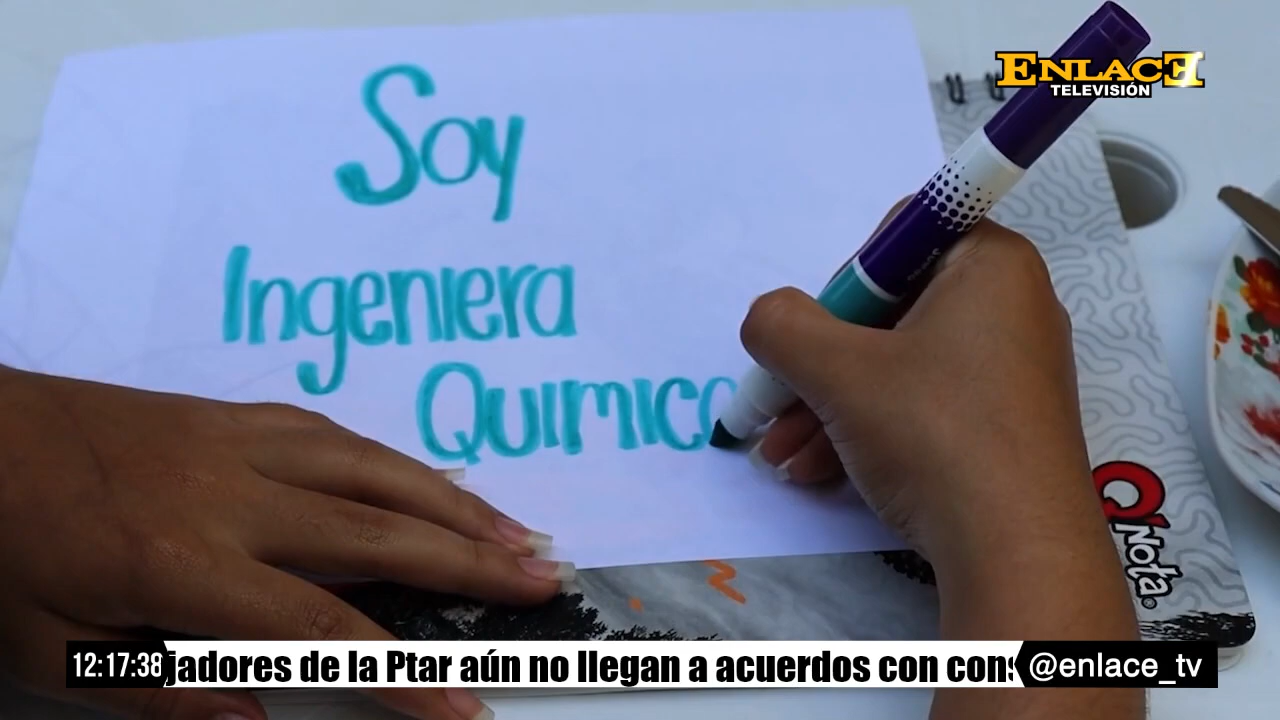 Soy
Ingeniera
Quimica
ENLACE
TELEVISIÓN
Q'Nota
12:17:38
jadores de la Ptar aún no llegan a acuerdos con cons
@enlace_tv